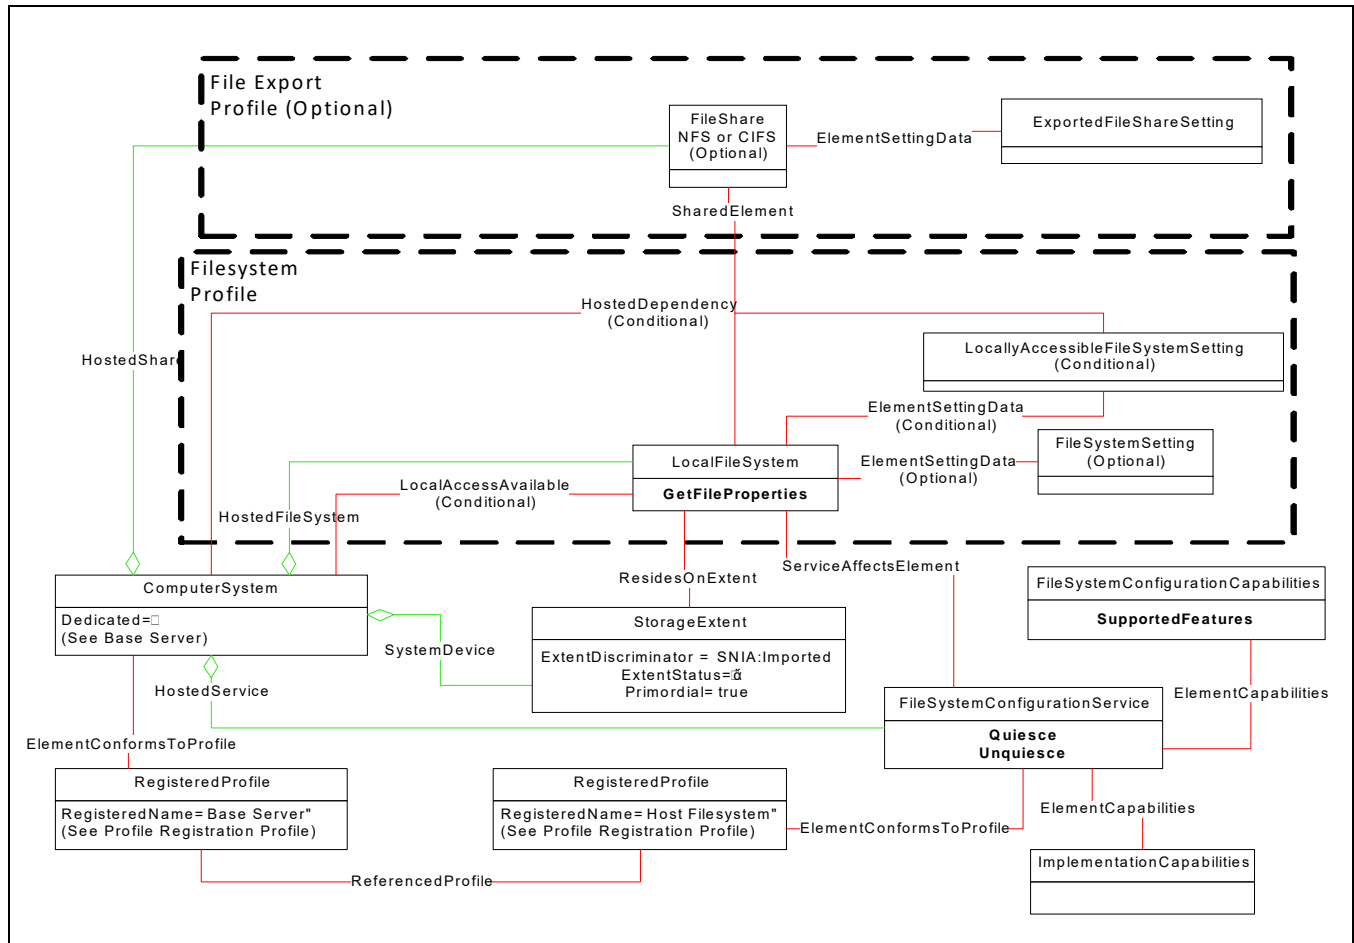 File Export
Profile (Optional)
FileShare
NFS or CIFS
(Optional)
ElementSettingData
ExportedFileShareSetting
SharedElement
Filesystem
Profile
HostedDependency
(Conditional)
HostedShare
LocallyAccessibleFileSystemSetting
(Conditional)
ElementSettingData
(Conditional)
FileSystemSetting
(Optional)
LocalFileSystem
GetFileProperties
ElementSettingData
(Optional)
LocalAccessAvailable
(Conditional)
HostedFileSystem
ResidesOnExtent
ServiceAffectsElement
ComputerSystem
Dedicated=
(See Base Server)
FileSystemConfigurationCapabilities
SupportedFeatures
StorageExtent
ExtentDiscriminator = SNIA:Imported
ExtentStatus=
Primordial= true
SystemDevice
HostedService
ElementCapabilities
FileSystemConfigurationService
Quiesce
Unquiesce
ElementConformsToProfile
RegisteredProfile
RegisteredName= Base Server"
(See Profile Registration Profile)
RegisteredProfile
RegisteredName= Host Filesystem"
(See Profile Registration Profile)
ElementConformsToProfile
ElementCapabilities
ImplementationCapabilities
ReferencedProfile